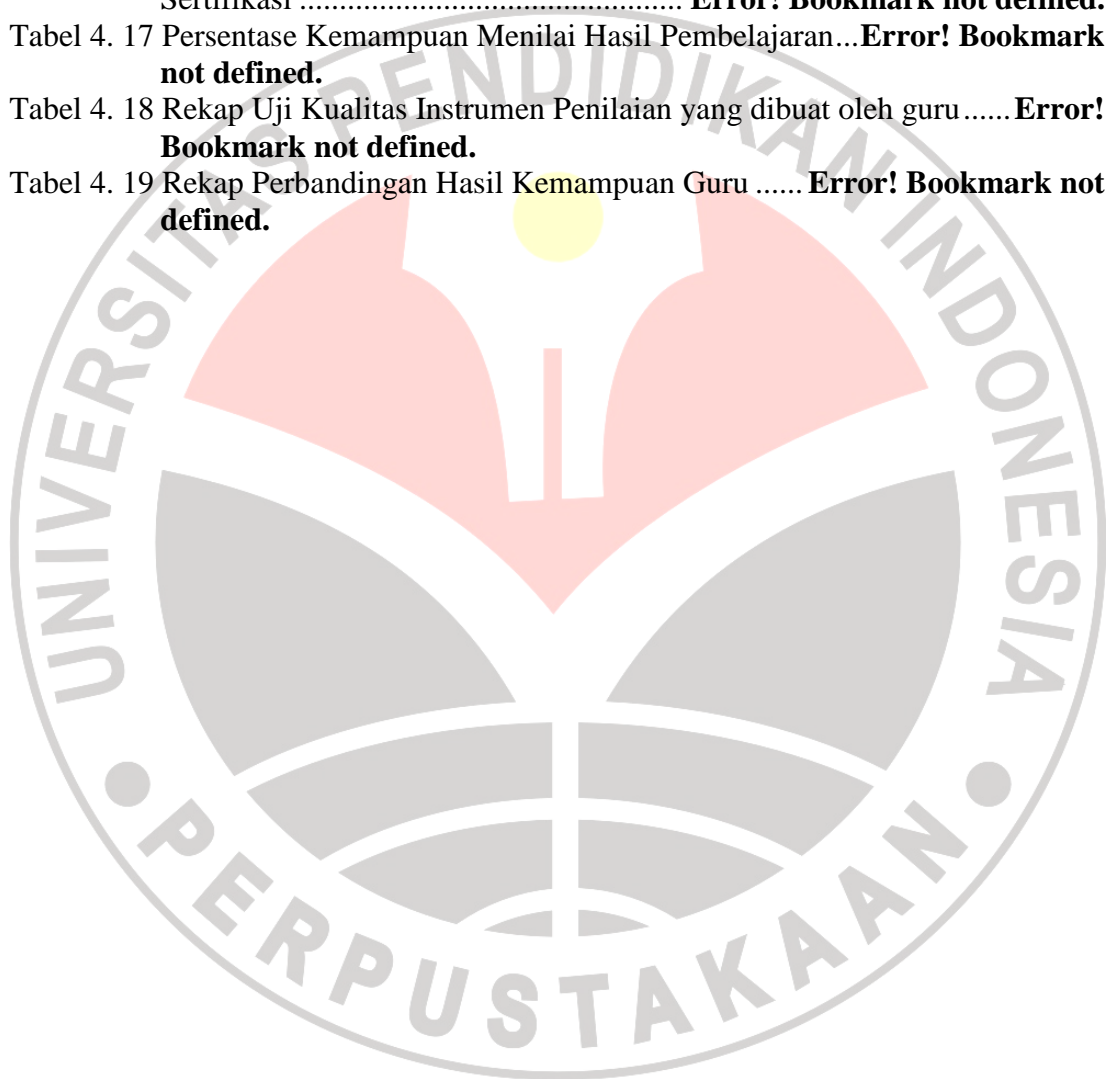 Sertifikasi ................................................ Error! Bookmark not defined.
Tabel 4. 17 Persentase Kemampuan Menilai Hasil Pembelajaran...Error! Bookmark
not defined.
Tabel 4. 18 Rekap Uji Kualitas Instrumen Penilaian yang dibuat oleh guru ...... Error!
Bookmark not defined.
Tabel 4. 19 Rekap Perbandingan Hasil Kemampuan Guru ...... Error! Bookmark not
defined.
UNIVERSITAS PENDIDIKAN INDONESIA
PERPUSTAKAAN